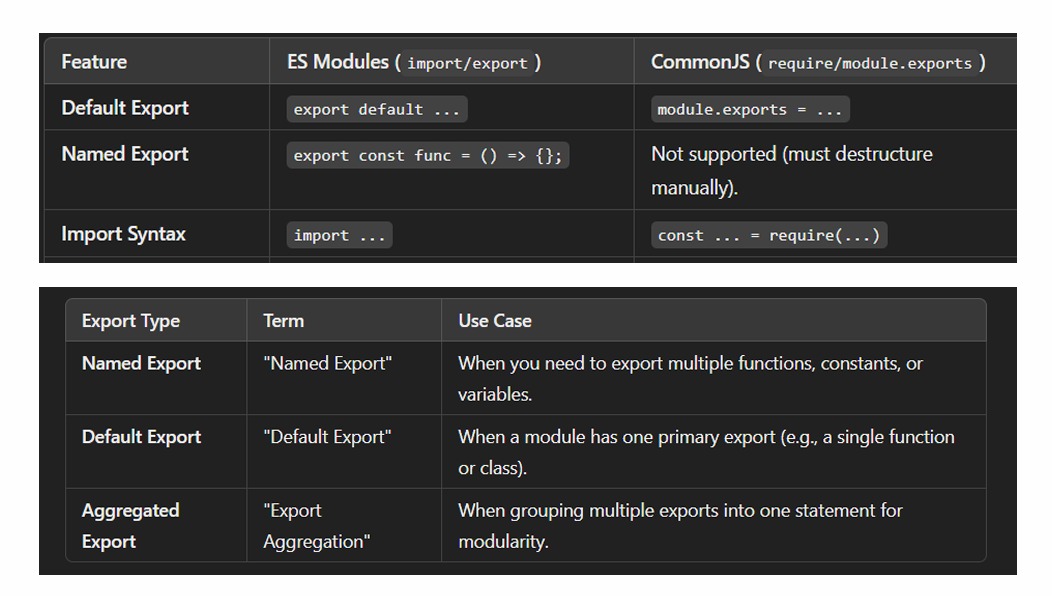 Feature ES Modules ( import/export ) CommonJS ( require/module.exports )
Default Export export default ... module.exports = ...
Named Export export const func = () => {}; Not supported (must destructure
manually).
Import Syntax import ... const ... = require(...)
Export Type Term Use Case
Named Export "Named Export" When you need to export multiple functions, constants, or
variables.
Default Export "Default Export" When a module has one primary export (e.g., a single function
or class).
Aggregated "Export When grouping multiple exports into one statement for
Export Aggregation" modularity.